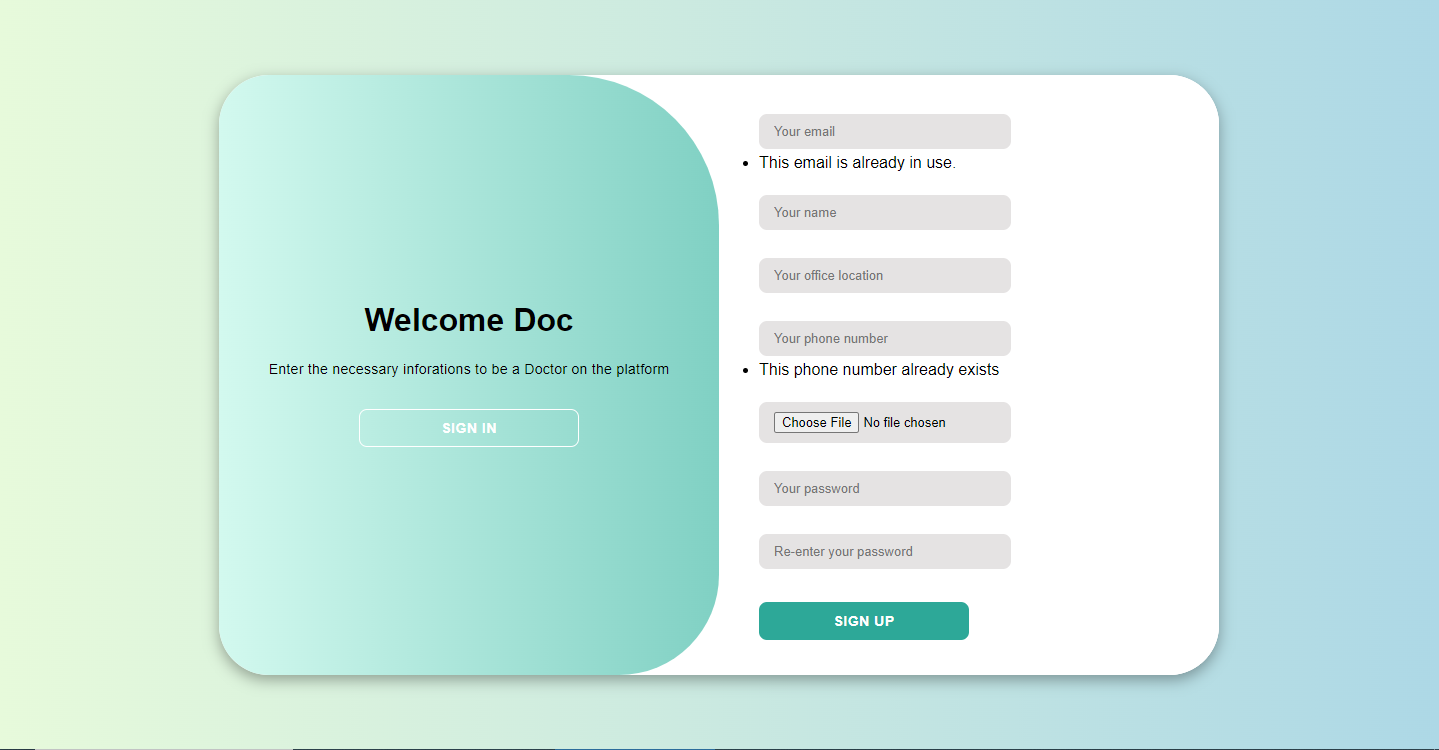 Welcome Doc
Enter the necessary inforations to be a Doctor on the platform
SIGN IN
Your email
This email is already in use.
Your name
Your office location
Your phone number
This phone number already exists
Choose File No file chosen
Your password
Re-enter your password
SIGN UP